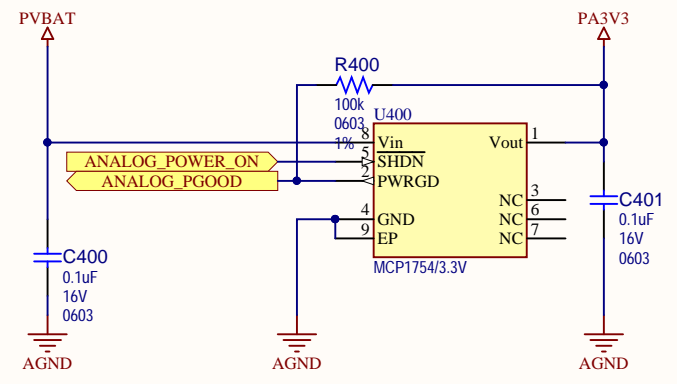 PVBAT
PA3V3
R400
100k
0603
1%
U400
8
Vin
Vout
1
ANALOG_POWER_ON
5
SHDN
ANALOG_PGOOD
2
PWRGD
NC
3
4
GND
NC
6
9
EP
NC
7
MCP1754/3.3V
C401
0.1uF
16V
0603
C400
0.1uF
16V
0603
AGND
AGND
AGND